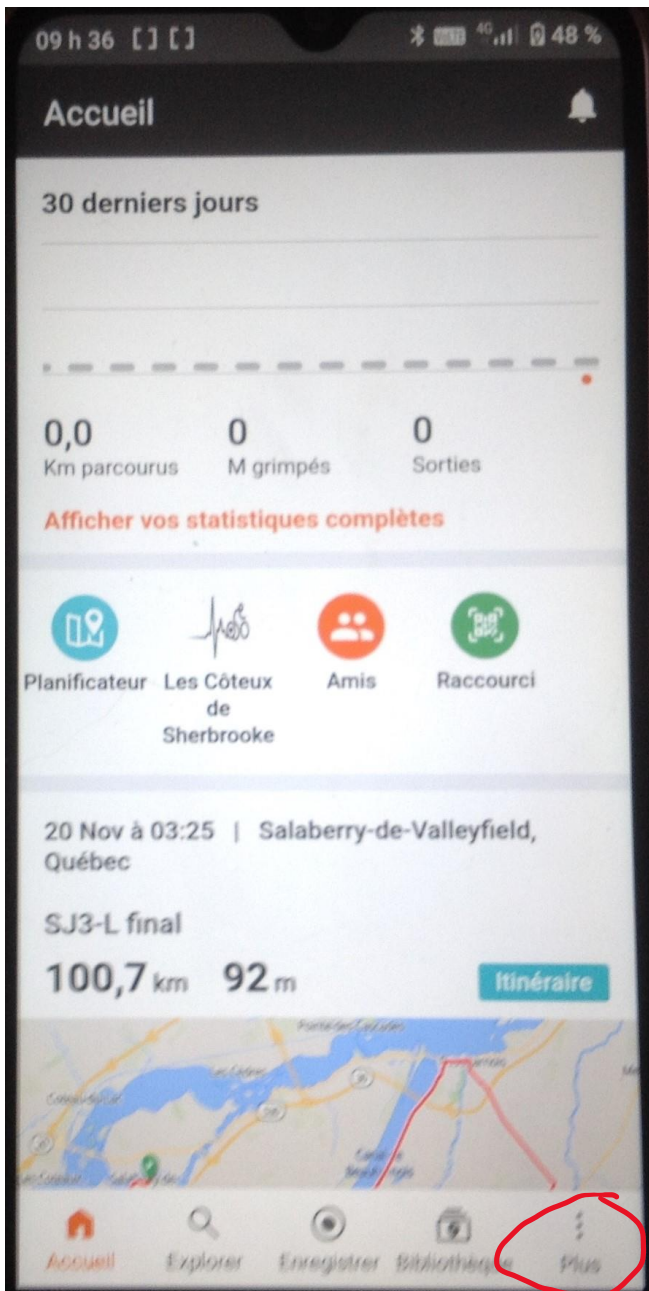 09 h 36 48 %
4G
Accueil
30 derniers jours
0,0 0 0
Km parcourus M grimpés Sorties
Afficher vos statistiques complètes
Planificateur Les Côteux de Sherbrooke Amis Raccourci
20 Nov à 03:25 | Salaberry-de-Valleyfield,
Québec
SJ3-L final
100,7 km 92 m
Itinéraire
Accueil Explorer Enregistrer Bibliothèque Plus